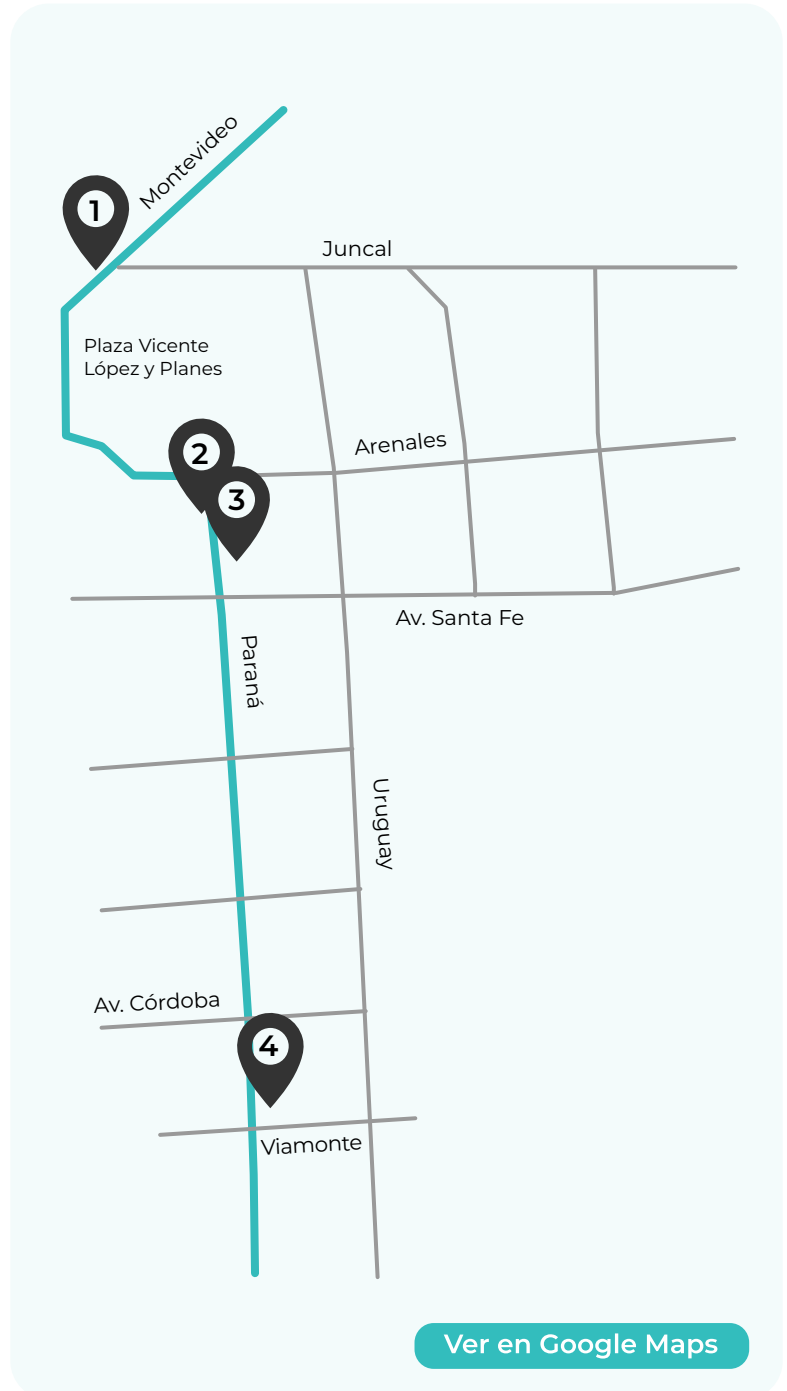 Montevideo
1
Juncal
Plaza Vicente
López y Planes
2
Arenales
3
Av. Santa Fe
Paraná
Uruguay
Av. Córdoba
4
Viamonte
Ver en Google Maps